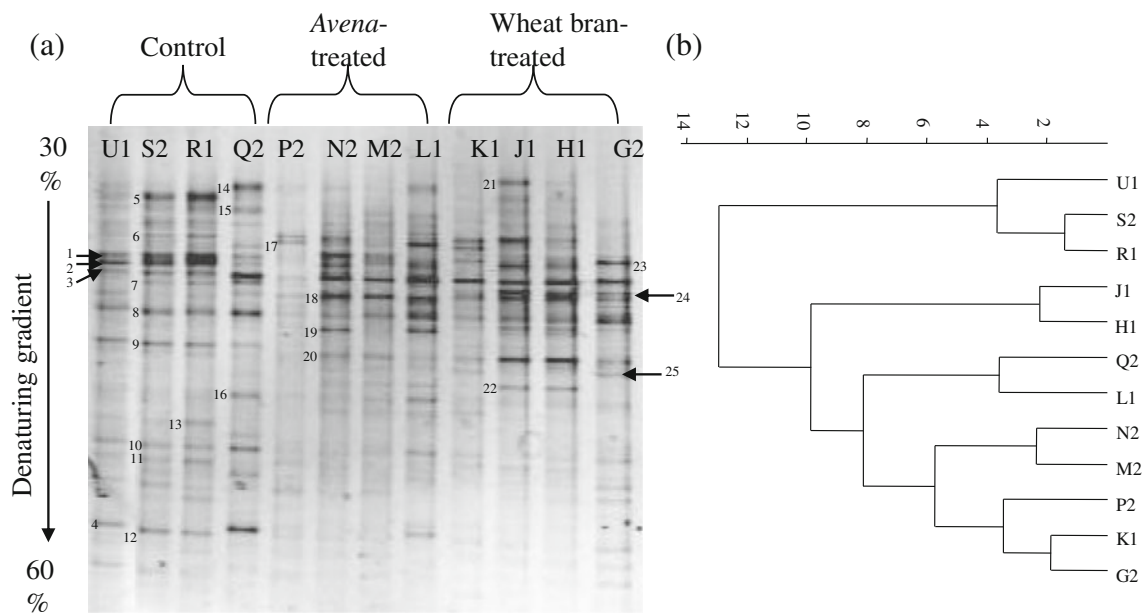 (a)
Control
Avena-
treated
Wheat bran-
treated
(b)
30
%
Denaturing gradient
60
%
U1 S2 R1 Q2 P2 N2 M2 L1 K1 J1 H1 G2
1
2
3
4
5
6
7
8
9
10
11
12
13
14
15
16
17
18
19
20
21
22
23
24
25
14 12 10 8 6 4 2
U1
S2
R1
J1
H1
Q2
L1
N2
M2
P2
K1
G2